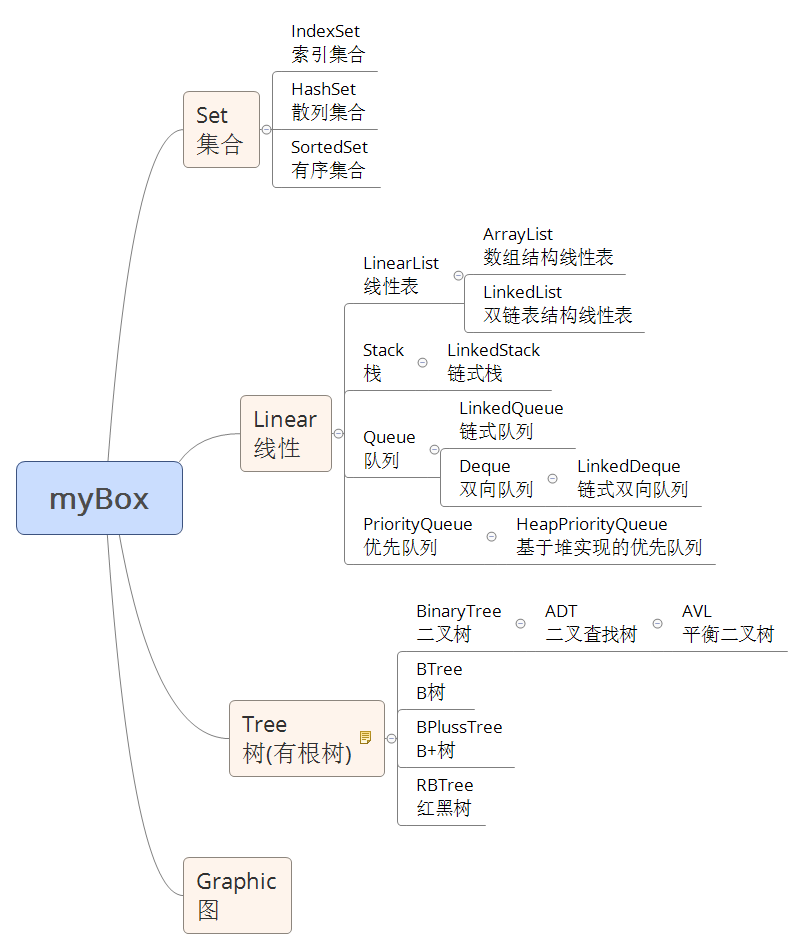 myBox
Set
集合
IndexSet
索引集合
HashSet
散列集合
SortedSet
有序集合
Linear
线性
LinearList
线性表
ArrayList
数组结构线性表
LinkedList
双链表结构线性表
Stack
栈
LinkedStack
链式栈
Queue
队列
LinkedQueue
链式队列
Deque
双向队列
LinkedDeque
链式双向队列
PriorityQueue
优先队列
HeapPriorityQueue
基于堆实现的优先队列
Tree
树(有根树)
BinaryTree
二叉树
ADT
二叉查找树
AVL
平衡二叉树
BTree
B树
BPlussTree
B+树
RBTree
红黑树
Graphic
图